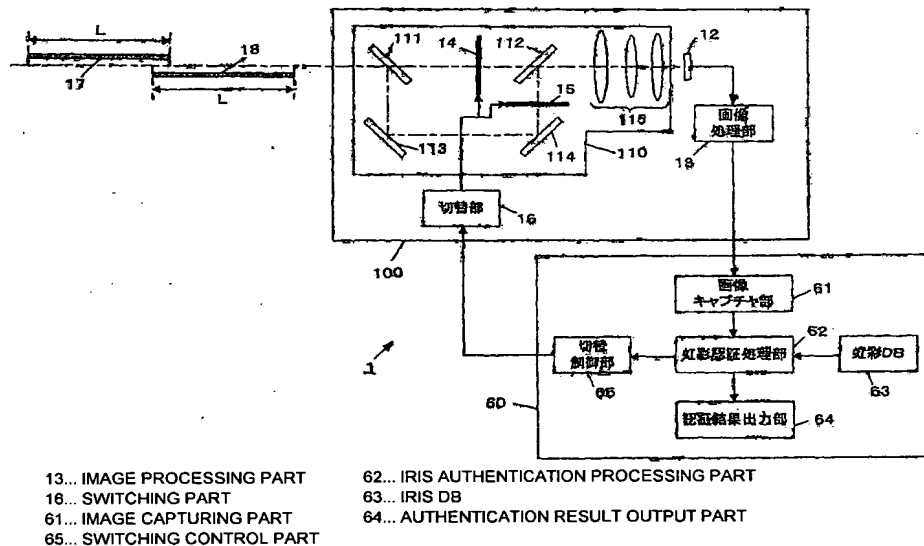 L
17
18
L
111
14
112
12
15
115
113
114
110
画像
処理部
13
切替部
16
100
画像
キャプチャ部
61
切替
制御部
65
虹彩認証処理部
62
虹彩DB
63
1
60
認証結果出力部
64
13... IMAGE PROCESSING PART
16... SWITCHING PART
61... IMAGE CAPTURING PART
65... SWITCHING CONTROL PART
62... IRIS AUTHENTICATION PROCESSING PART
63... IRIS DB
64... AUTHENTICATION RESULT OUTPUT PART